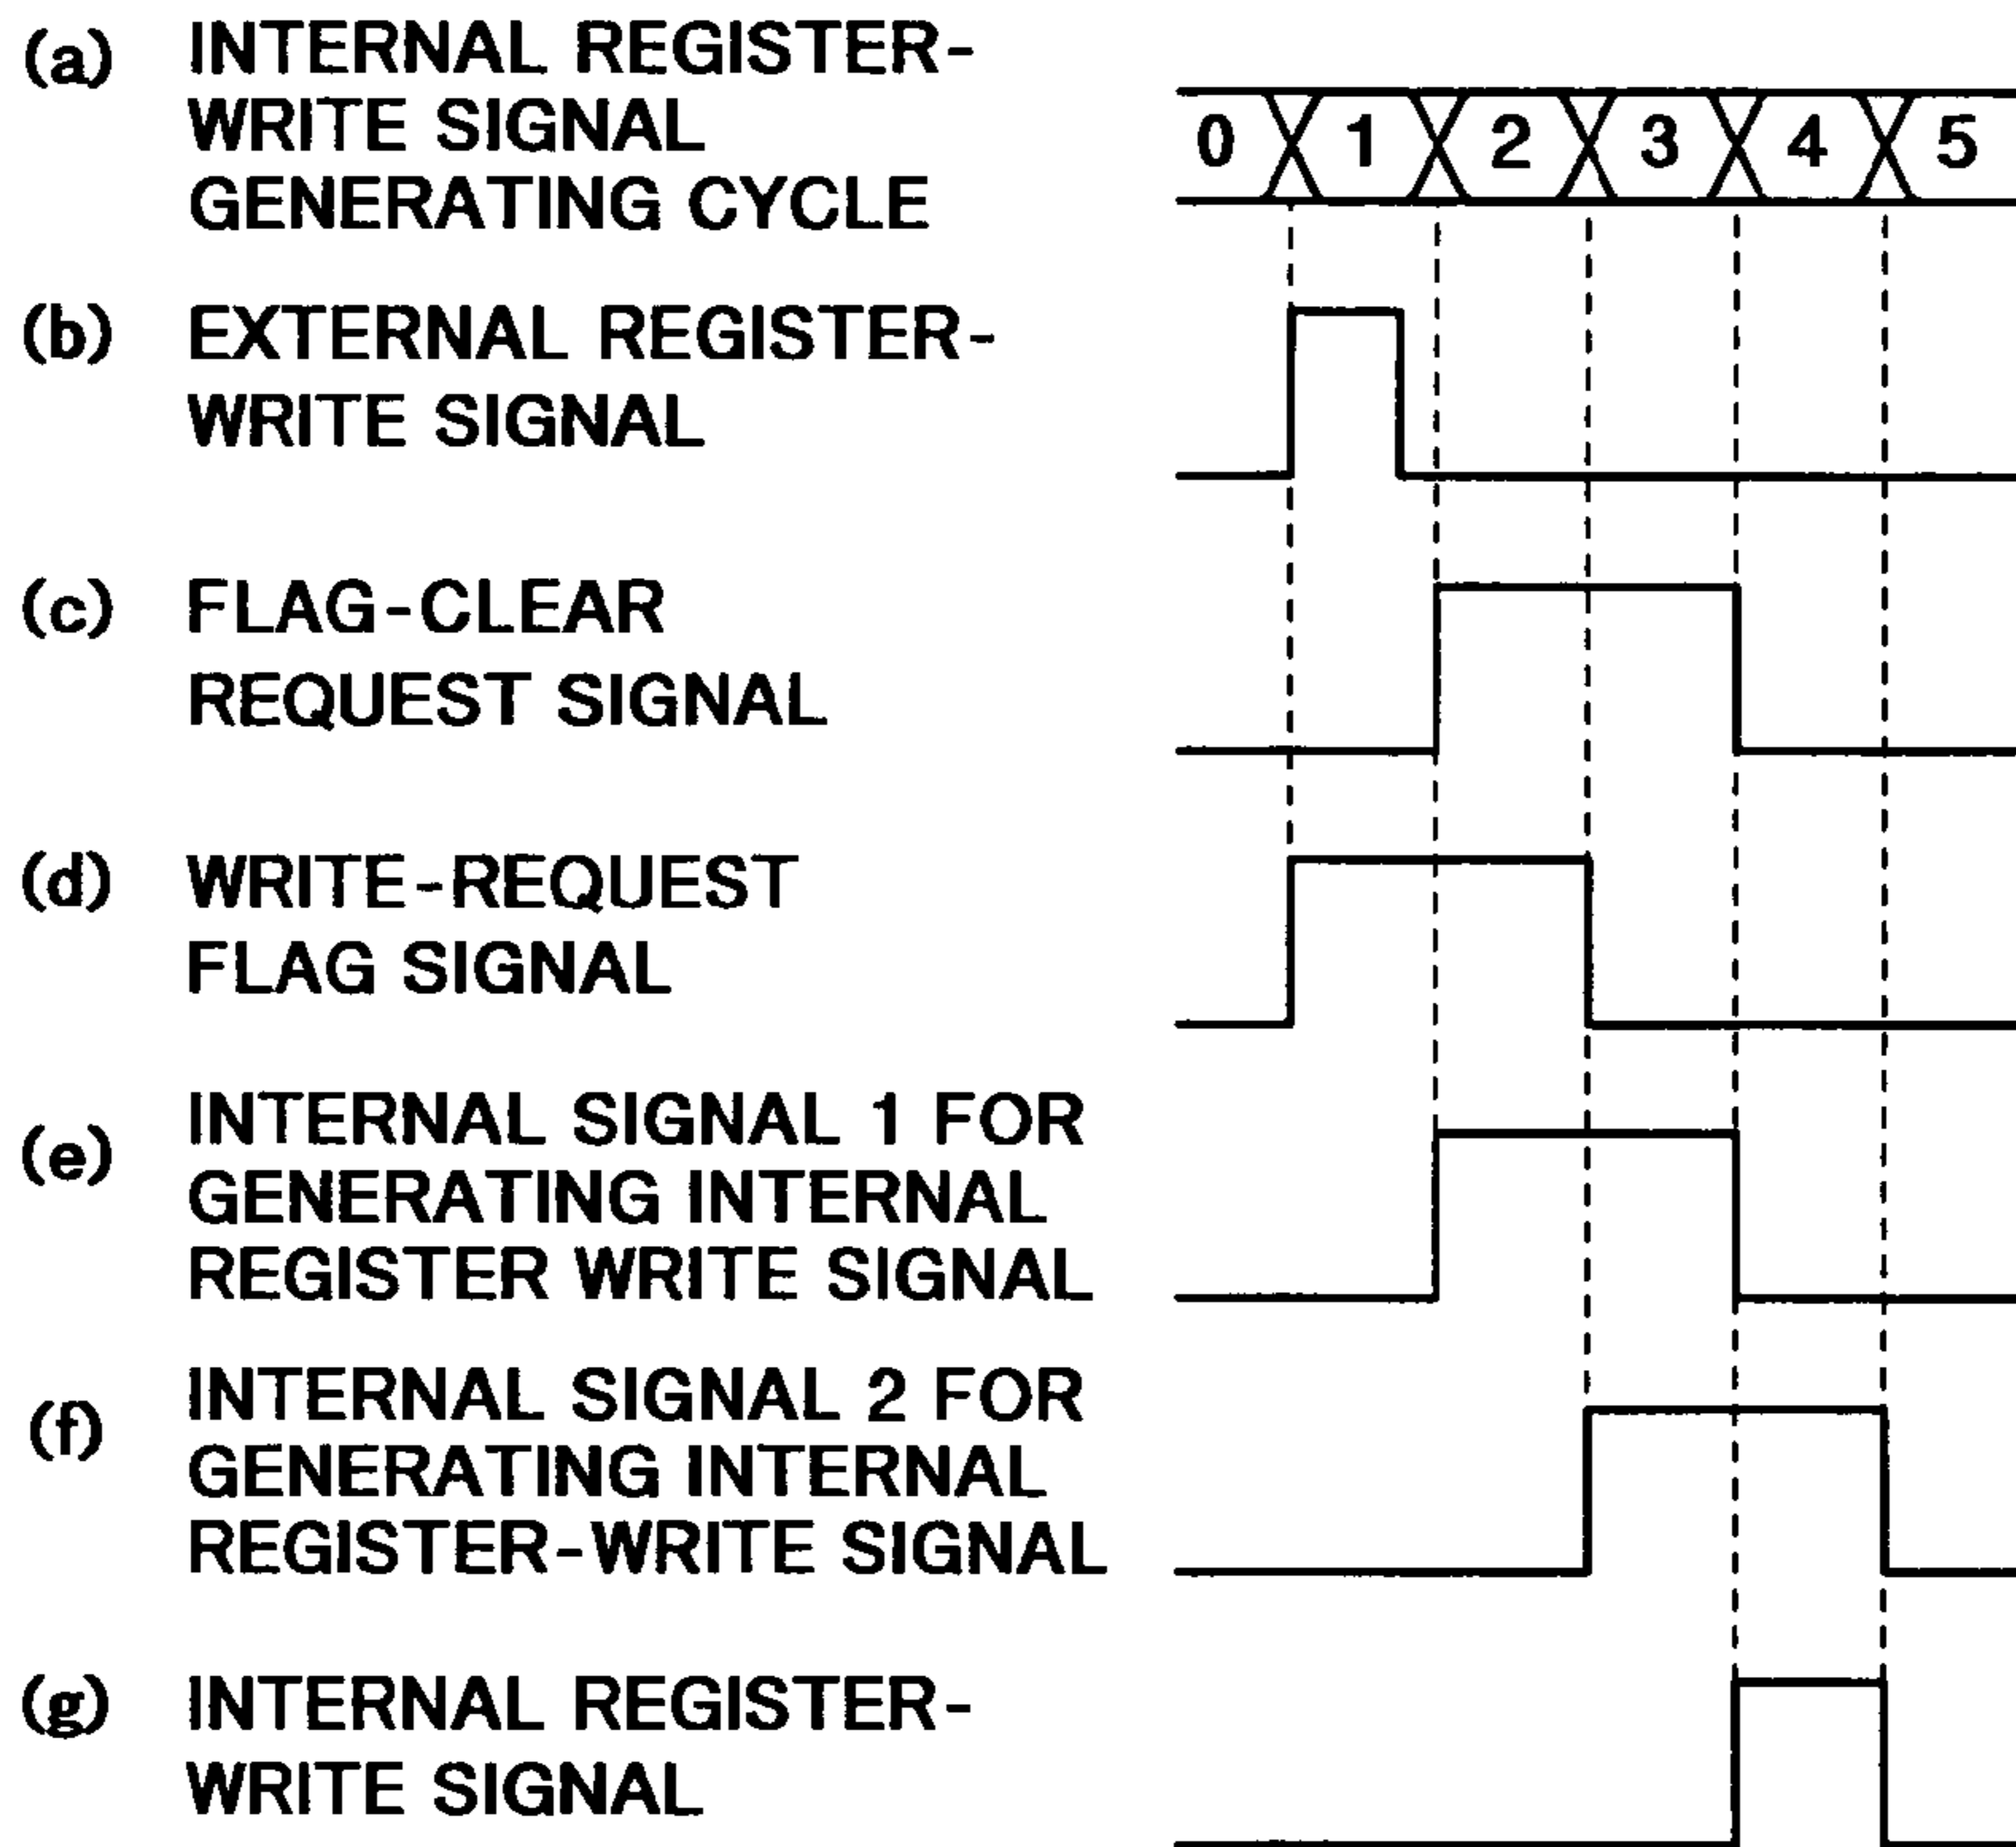 (a) INTERNAL REGISTER-
WRITE SIGNAL
GENERATING CYCLE
0 1 2 3 4 5
(b) EXTERNAL REGISTER-
WRITE SIGNAL
(c) FLAG-CLEAR
REQUEST SIGNAL
(d) WRITE-REQUEST
FLAG SIGNAL
(e) INTERNAL SIGNAL 1 FOR
GENERATING INTERNAL
REGISTER WRITE SIGNAL
(f) INTERNAL SIGNAL 2 FOR
GENERATING INTERNAL
REGISTER-WRITE SIGNAL
(g) INTERNAL REGISTER-
WRITE SIGNAL